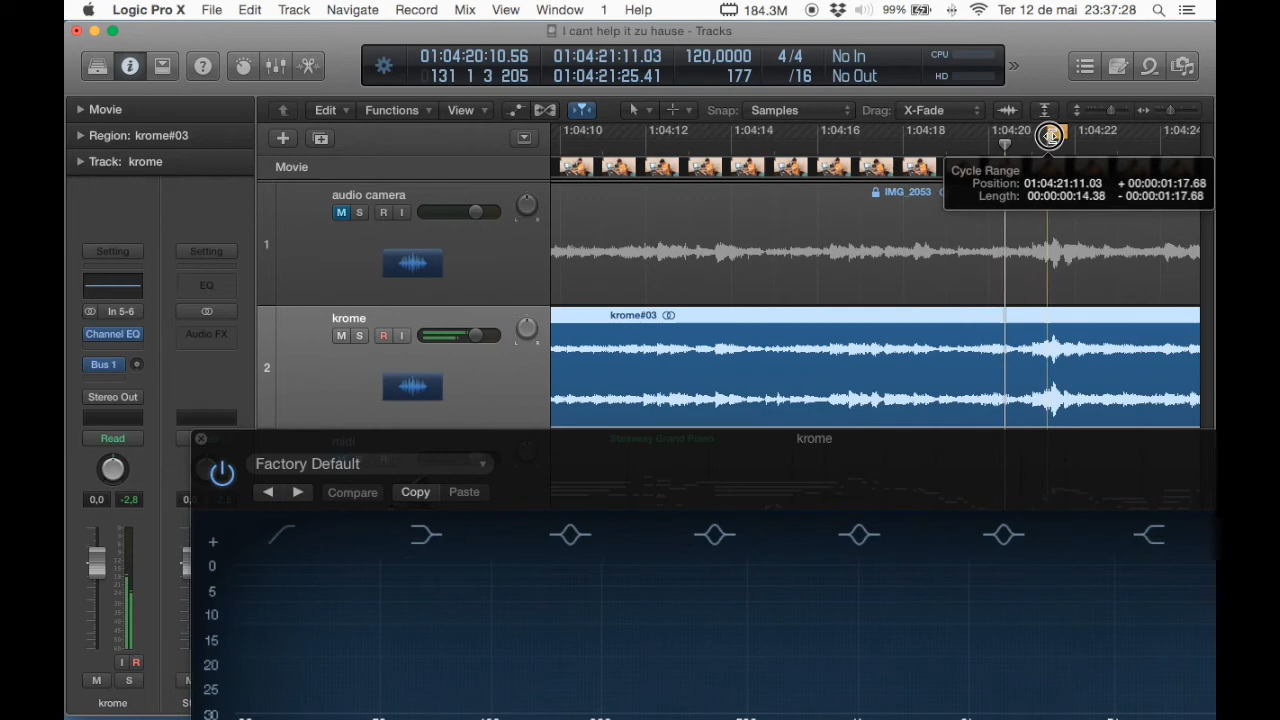 Logic Pro X File Edit Track Navigate Record Mix View Window 1 Help 184.3M 99% Ter 12 de mai 23:37:28
I cant help it zu hause - Tracks
01:04:20:10.56 01:04:21:11.03 120,0000 4/4 No In CPU
131 1 3 205 01:04:21:25.41 177 /16 No Out HD
Movie
Region: krome#03
Track: krome
Edit Functions View Snap: Samples Drag: X-Fade
1:04:10 1:04:12 1:04:14 1:04:16 1:04:18 1:04:20 1:04:22 1:04:24
Movie
Cycle Range
Position: 01:04:21:11.03 + 00:00:01:17.68
Length: 00:00:00:14.38 - 00:00:01:17.68
audio camera
IMG_2053
M S R I
L R
1
Setting Setting
EQ
In 5-6
Channel EQ Audio FX
Bus 1
Stereo Out
Read
0,0 -2,8
I R
M S
krome
krome
krome#03
M S R I
L R
2
midi
Steaway Grand Piano
krome
Factory Default
Compare Copy Paste
+
0
5
10
15
20
25
30